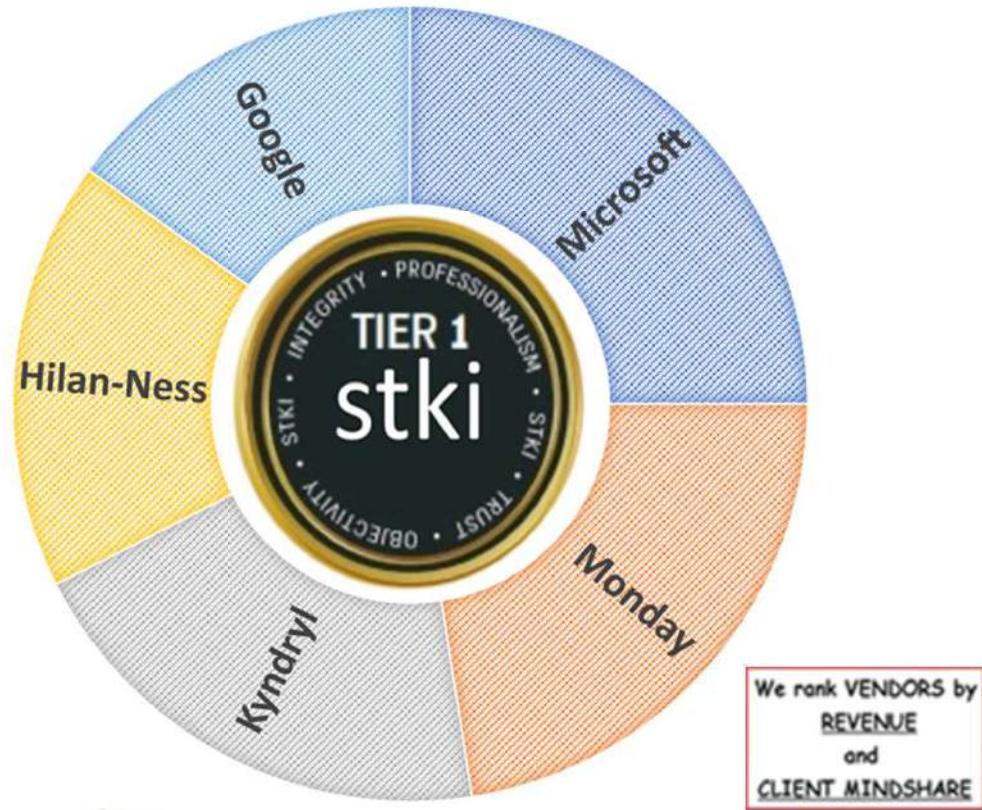 Google
Microsoft
Hilan-Ness
Monday
Kyndryl
TIER 1
stki
STKI • INTEGRITY • PROFESSIONALISM • STKI • TRUST • OBJECTIVITY •
We rank VENDORS by
REVENUE
and
CLIENT MINDSHARE